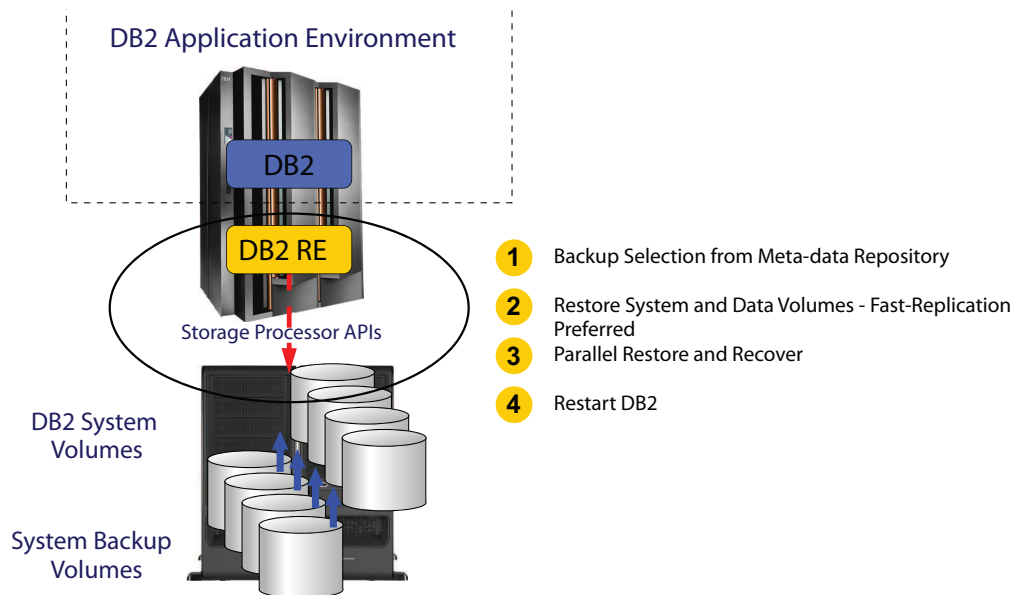 DB2 Application Environment
DB2
DB2 RE
Storage Processor APIs
DB2 System
Volumes
System Backup
Volumes
1 Backup Selection from Meta-data Repository
2 Restore System and Data Volumes - Fast-Replication
Preferred
3 Parallel Restore and Recover
4 Restart DB2